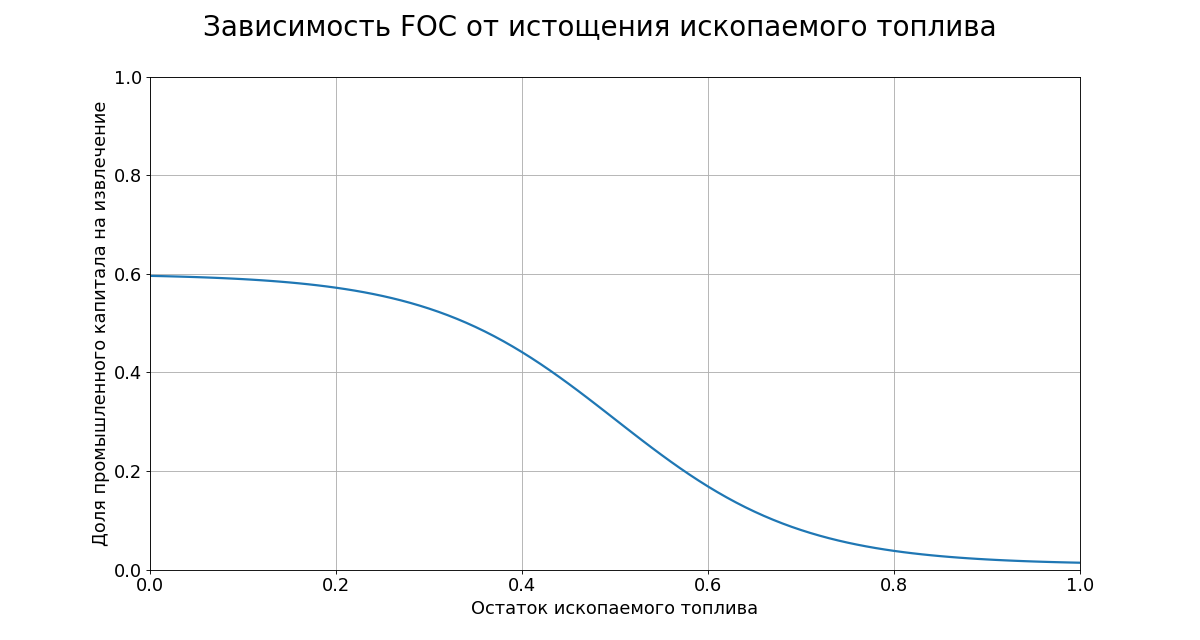 Зависимость FOC от истощения ископаемого топлива
Доля промышленного капитала на извлечение
1.0
0.8
0.6
0.4
0.2
0.0
0.0 0.2 0.4 0.6 0.8 1.0
Остаток ископаемого топлива